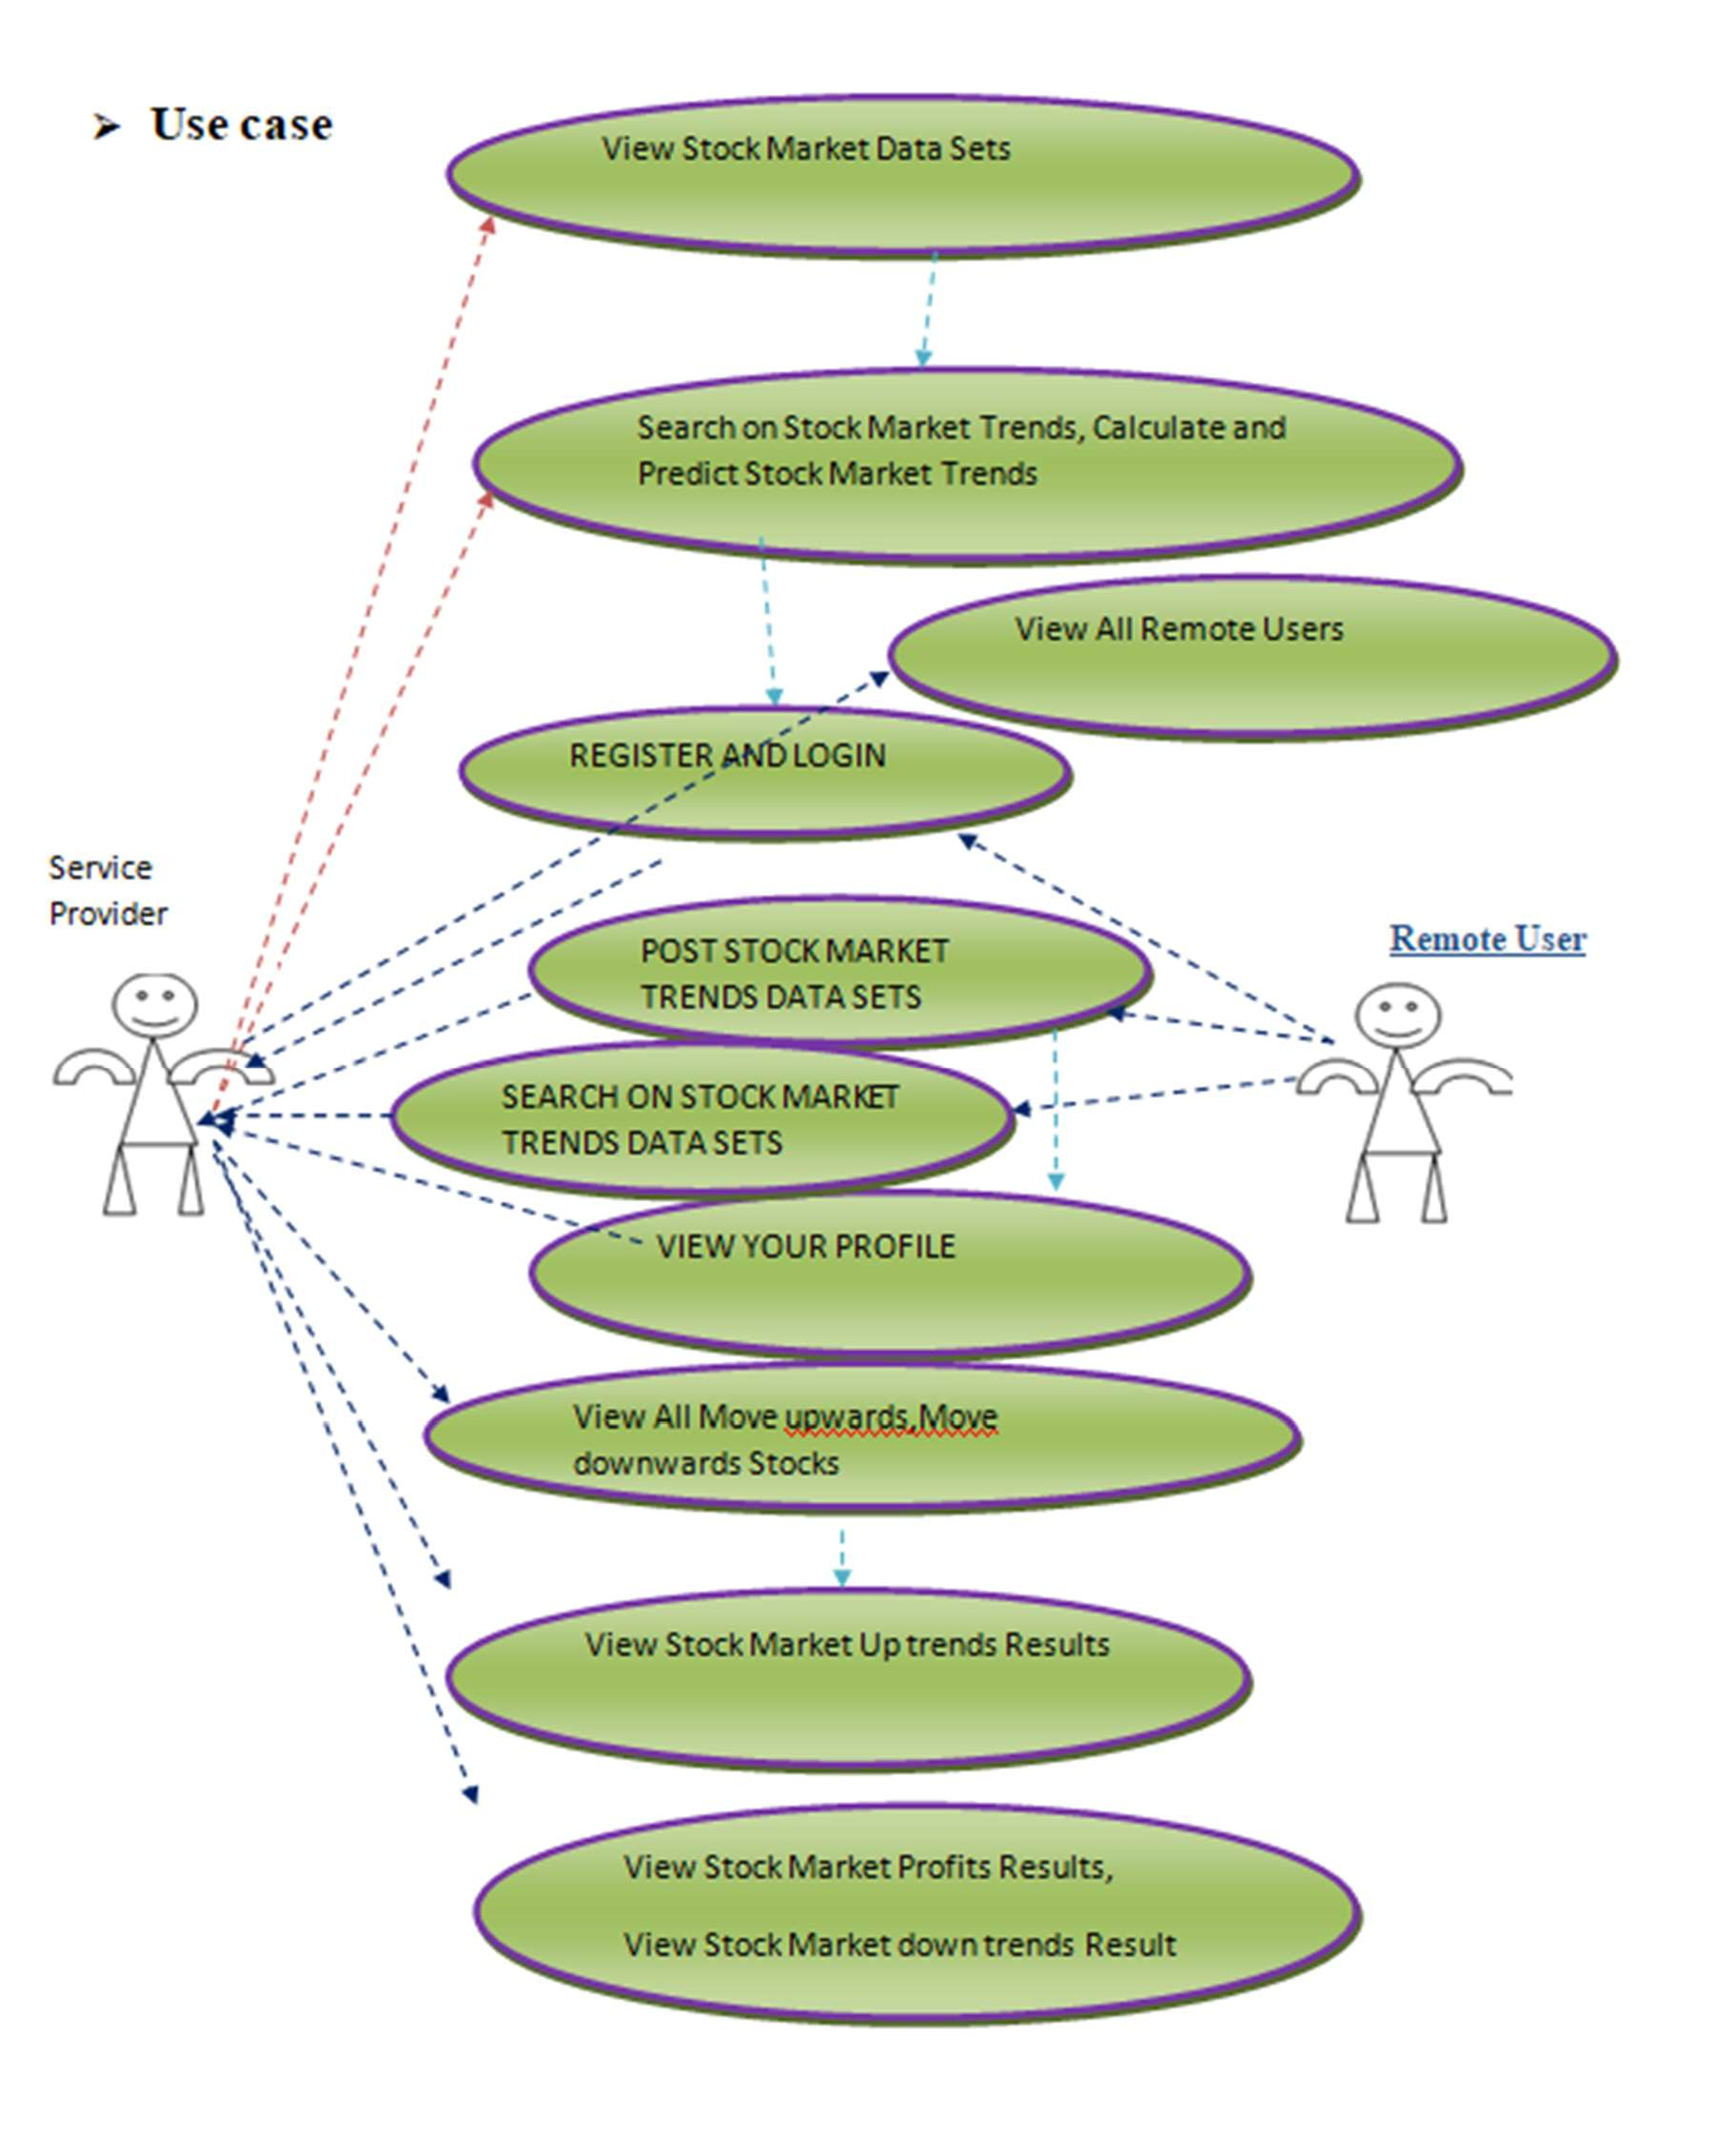 ➢ Use case
View Stock Market Data Sets
Search on Stock Market Trends, Calculate and
Predict Stock Market Trends
View All Remote Users
REGISTER AND LOGIN
Service
Provider
POST STOCK MARKET
TRENDS DATA SETS
Remote User
SEARCH ON STOCK MARKET
TRENDS DATA SETS
VIEW YOUR PROFILE
View All Move upwards,Move
downwards Stocks
View Stock Market Up trends Results
View Stock Market Profits Results,
View Stock Market down trends Result